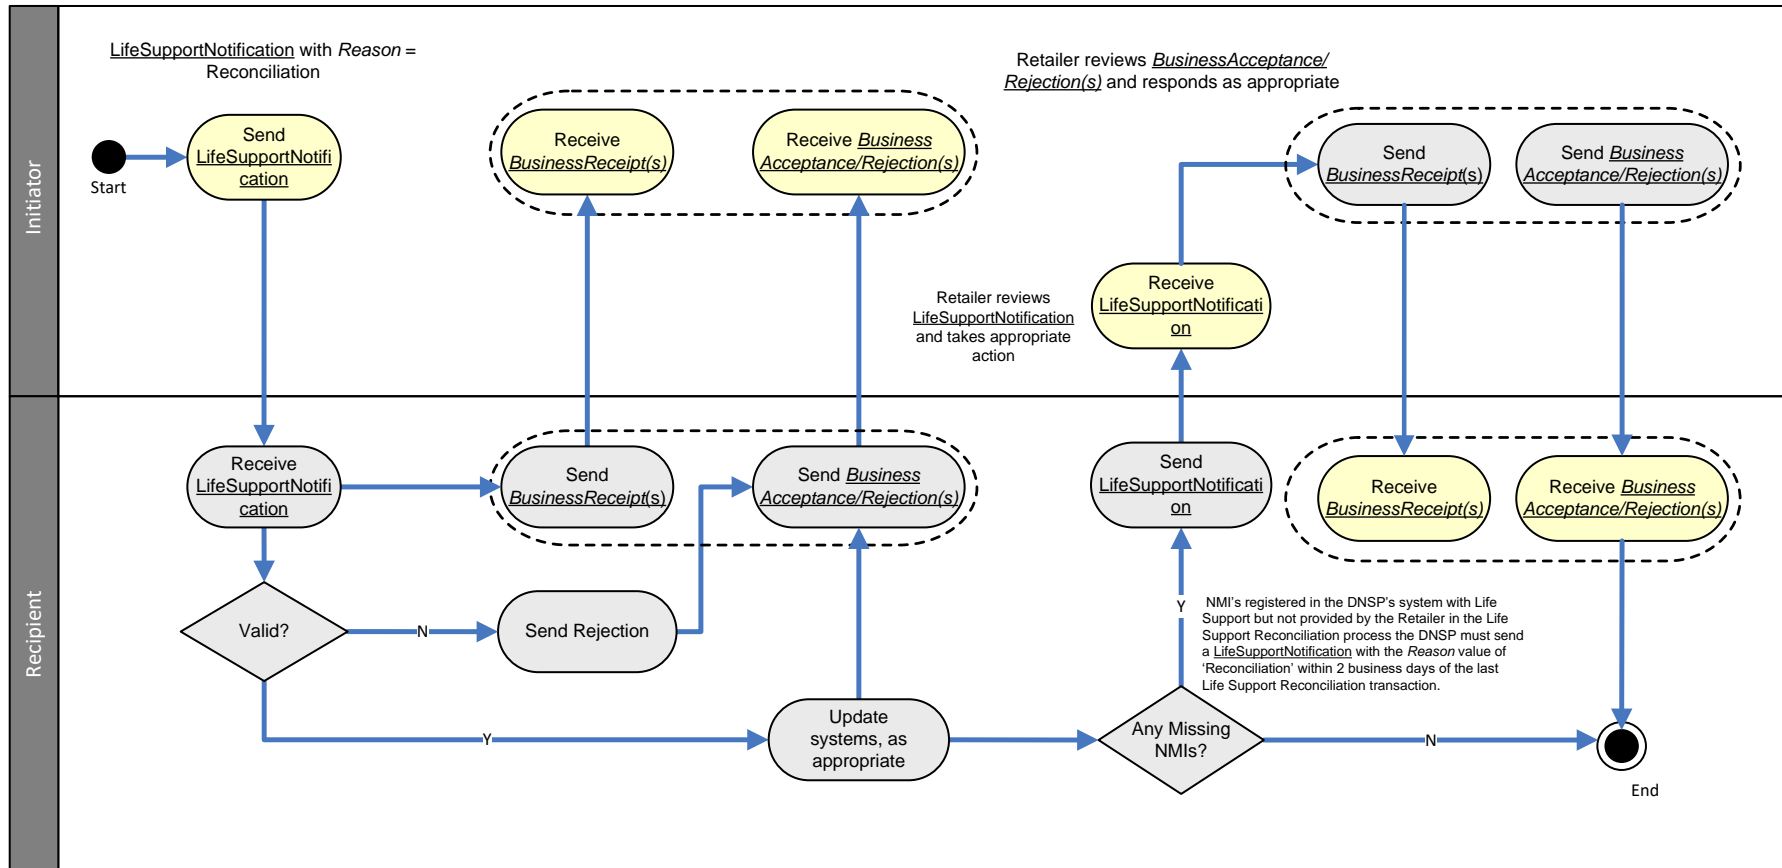 Initiator
LifeSupportNotification with Reason =
Reconciliation
Start
Send
LifeSupportNotifi
cation
Receive
BusinessReceipt(s)
Receive Business
Acceptance/Rejection(s)
Retailer reviews BusinessAcceptance/
Rejection(s) and responds as appropriate
Send
BusinessReceipt(s)
Send Business
Acceptance/Rejection(s)
Retailer reviews
LifeSupportNotification
and takes appropriate
action
Receive
LifeSupportNotificati
on
Recipient
Receive
LifeSupportNotifi
cation
Send
BusinessReceipt(s)
Send Business
Acceptance/Rejection(s)
Send
LifeSupportNotificati
on
Receive
BusinessReceipt(s)
Receive Business
Acceptance/Rejection(s)
Valid?
N
Send Rejection
Y
Update
systems, as
appropriate
Any Missing
NMIs?
Y
NMI's registered in the DNSP's system with Life
Support but not provided by the Retailer in the Life
Support Reconciliation process the DNSP must send
a LifeSupportNotification with the Reason value of
‘Reconciliation’ within 2 business days of the last
Life Support Reconciliation transaction.
N
End